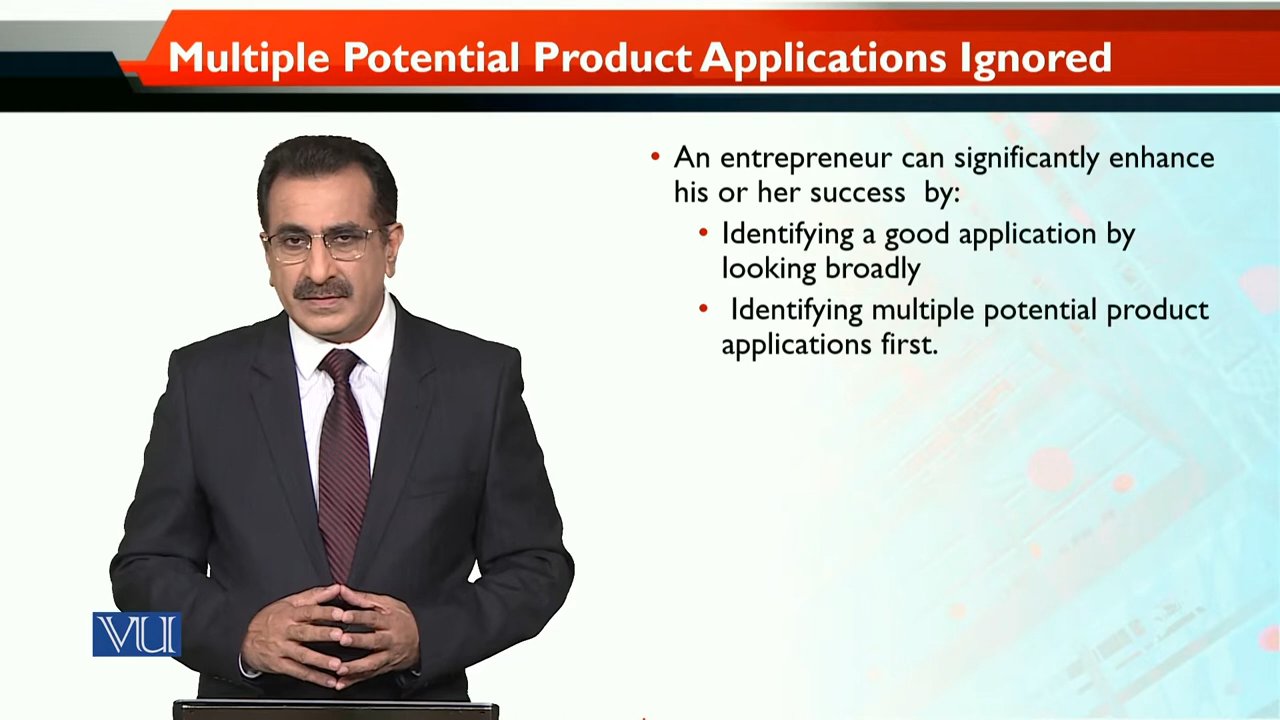 Multiple Potential Product Applications Ignored
• An entrepreneur can significantly enhance
his or her success by:
• Identifying a good application by
looking broadly
• Identifying multiple potential product
applications first.
VU